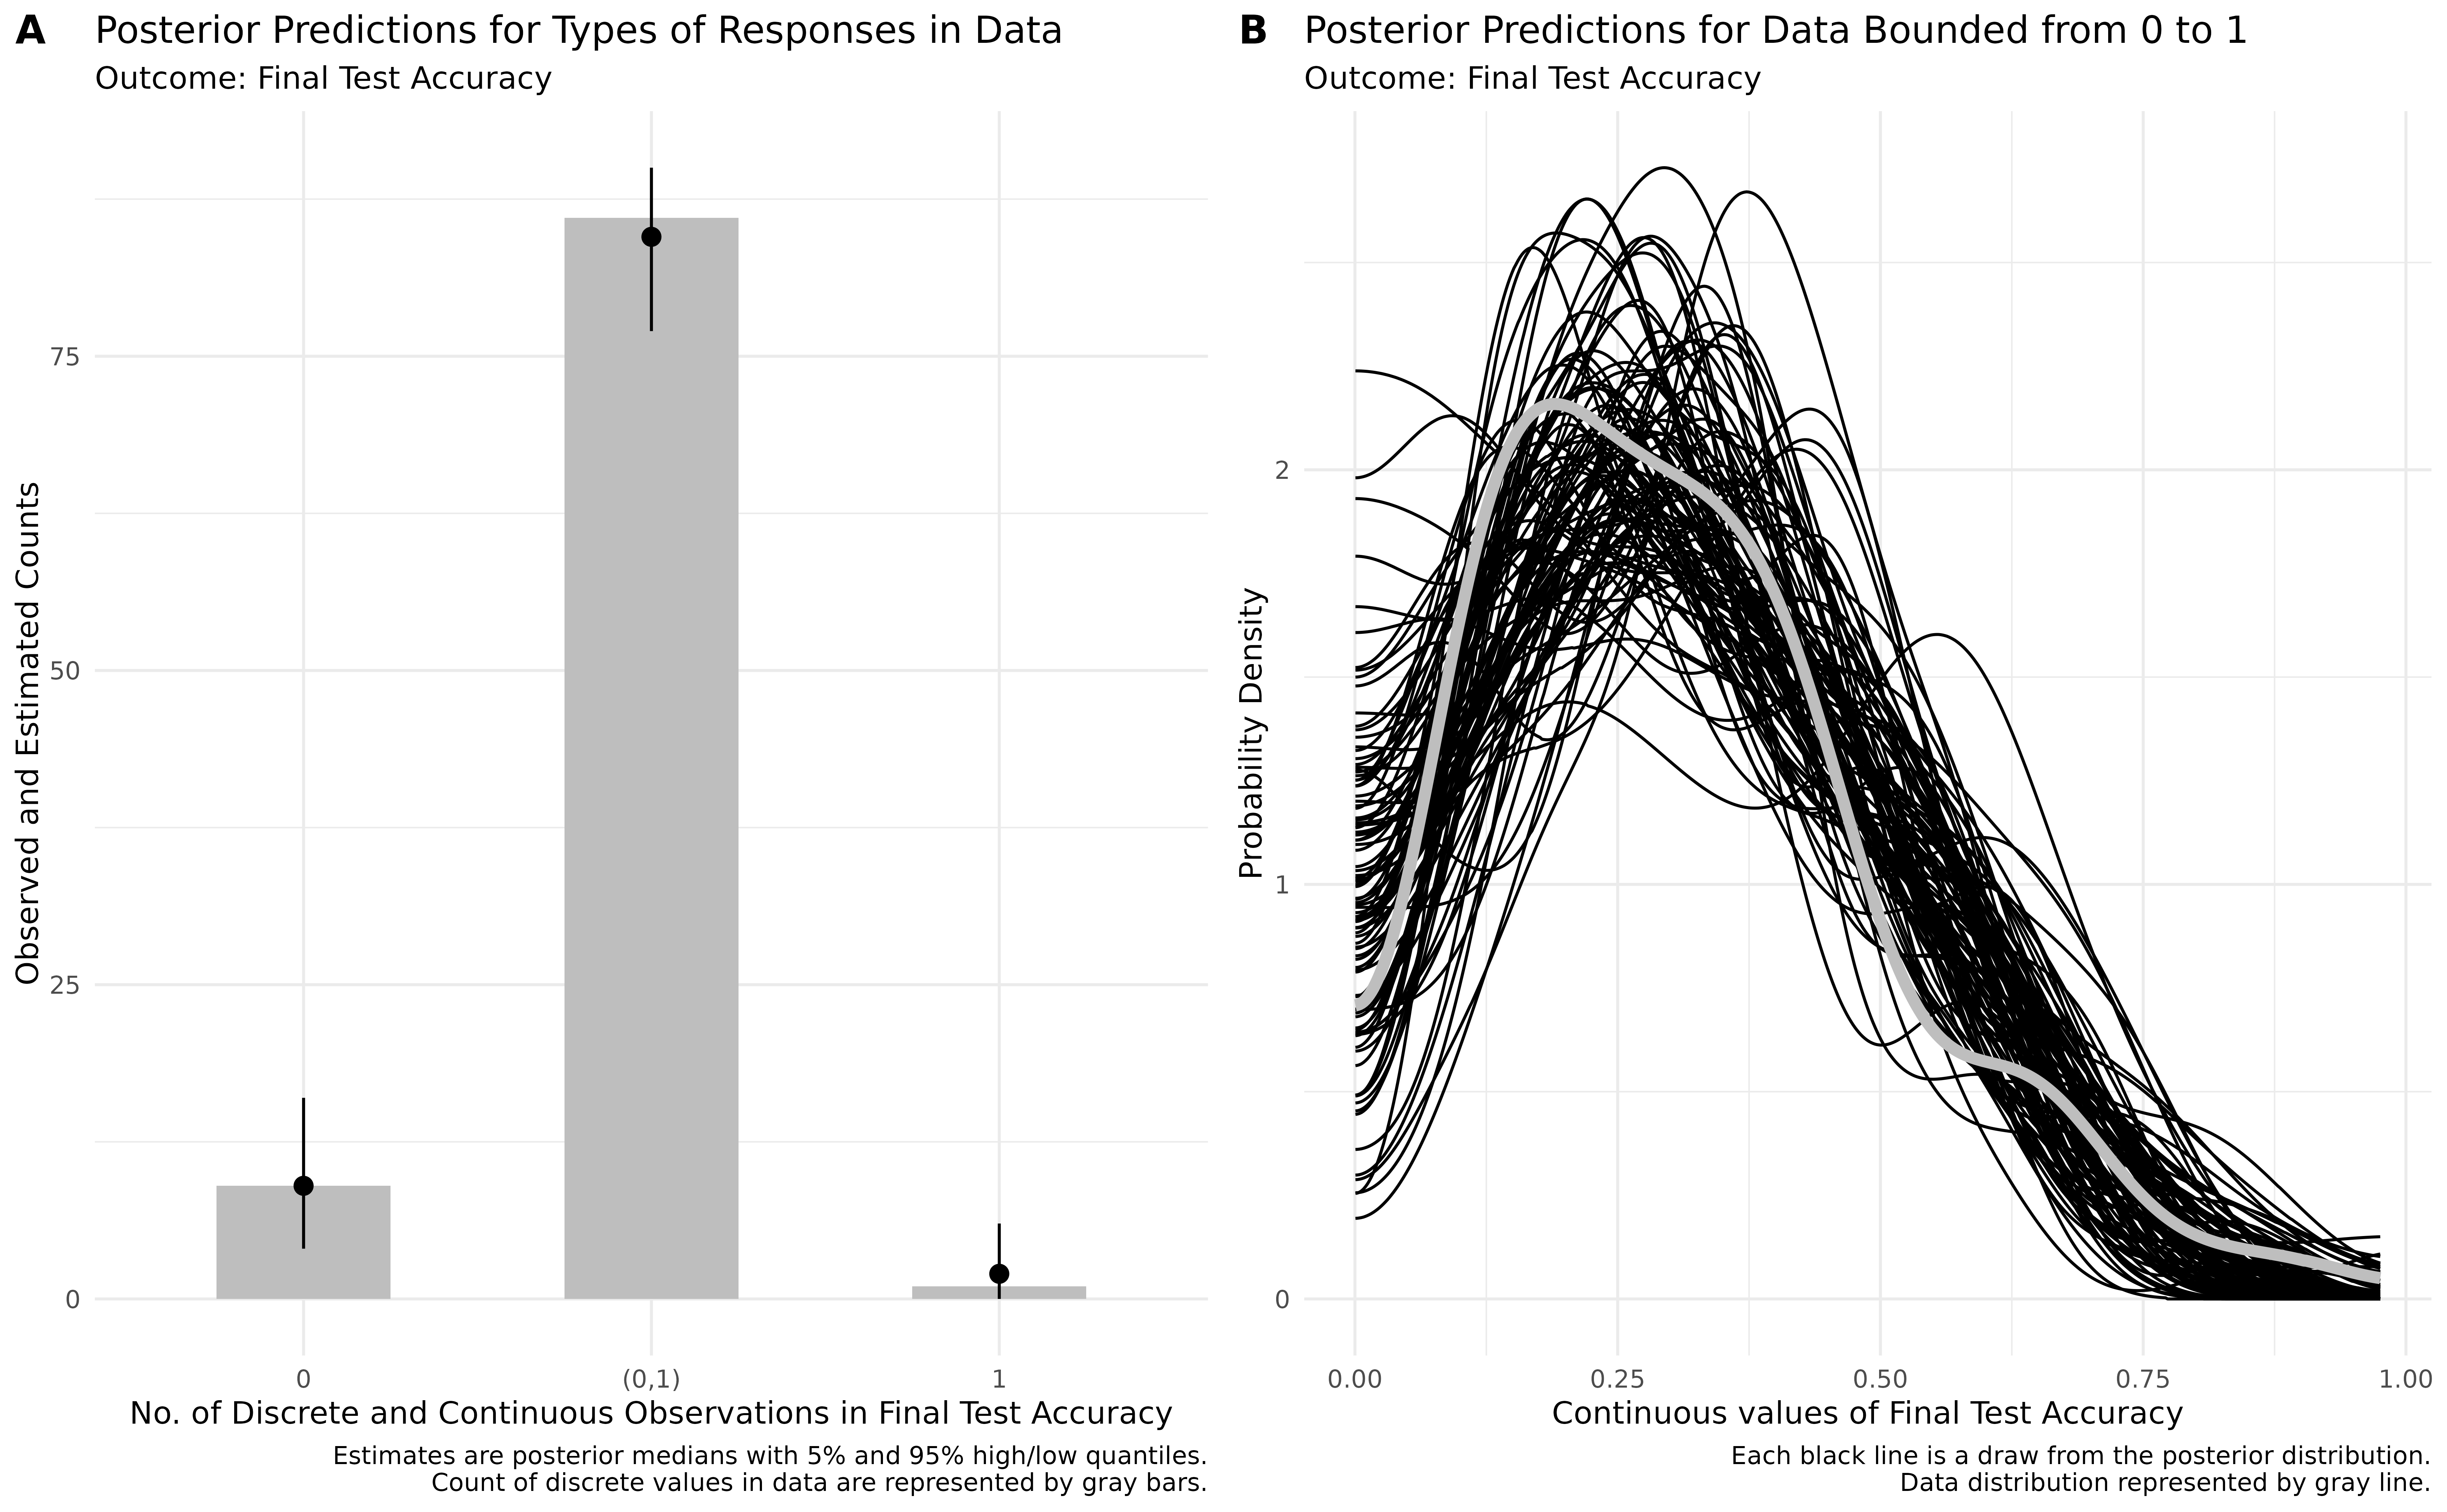 A Posterior Predictions for Types of Responses in Data
Outcome: Final Test Accuracy
Observed and Estimated Counts
75
50
25
0
0 (0,1) 1
No. of Discrete and Continuous Observations in Final Test Accuracy
Estimates are posterior medians with 5% and 95% high/low quantiles.
Count of discrete values in data are represented by gray bars.
B Posterior Predictions for Data Bounded from 0 to 1
Outcome: Final Test Accuracy
Probability Density
2
1
0
0.00 0.25 0.50 0.75 1.00
Continuous values of Final Test Accuracy
Each black line is a draw from the posterior distribution.
Data distribution represented by gray line.